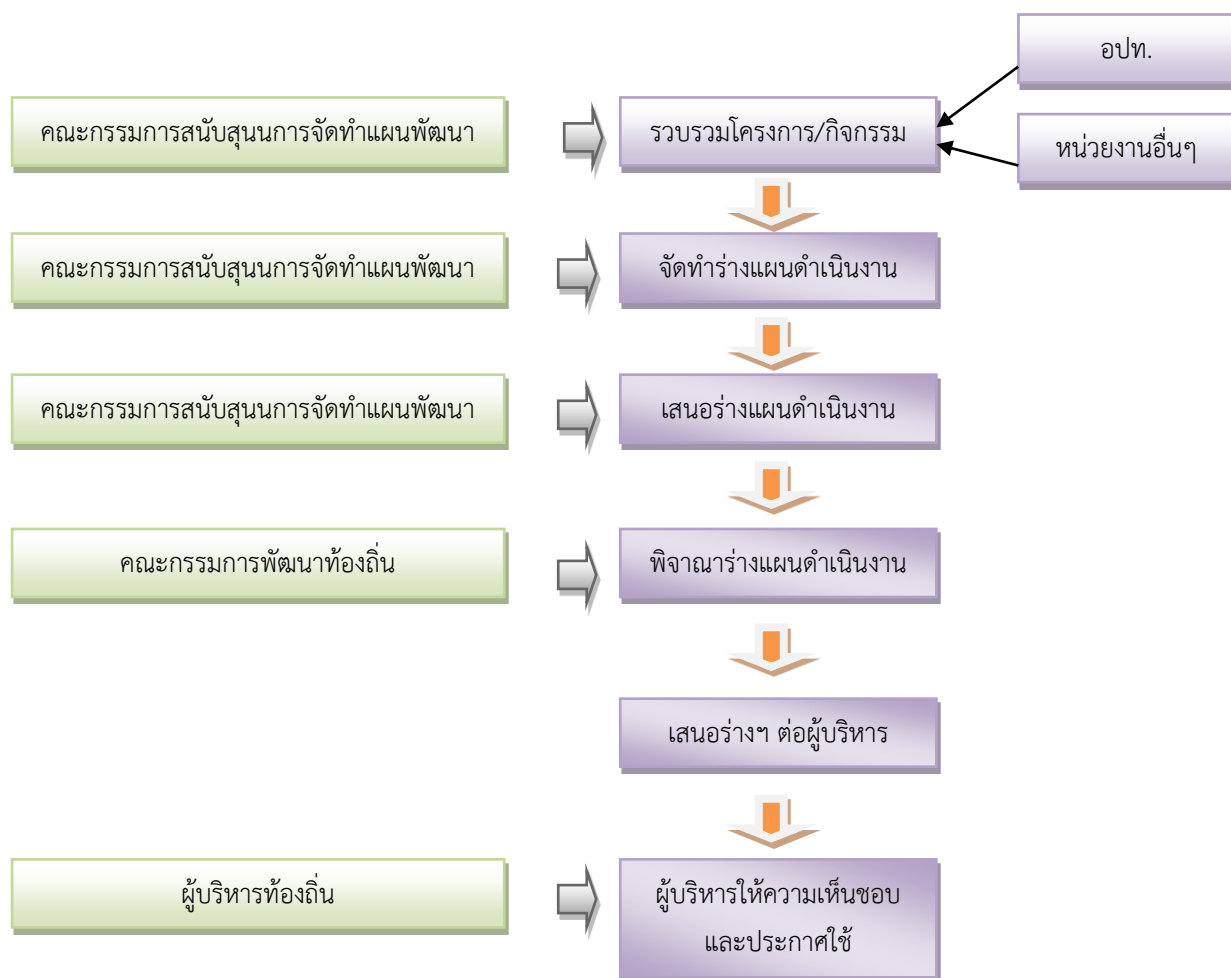 อปท.
คณะกรรมการสนับสุนนการจัดทำแผนพัฒนา
รวบรวมโครงการ/กิจกรรม
หน่วยงานอื่นๆ
คณะกรรมการสนับสุนนการจัดทำแผนพัฒนา
จัดทำร่างแผนดำเนินงาน
คณะกรรมการสนับสุนนการจัดทำแผนพัฒนา
เสนอร่างแผนดำเนินงาน
คณะกรรมการพัฒนาท้องถิ่น
พิจาณาร่างแผนดำเนินงาน
เสนอร่างฯ ต่อผู้บริหาร
ผู้บริหารท้องถิ่น
ผู้บริหารให้ความเห็นชอบ
และประกาศใช้